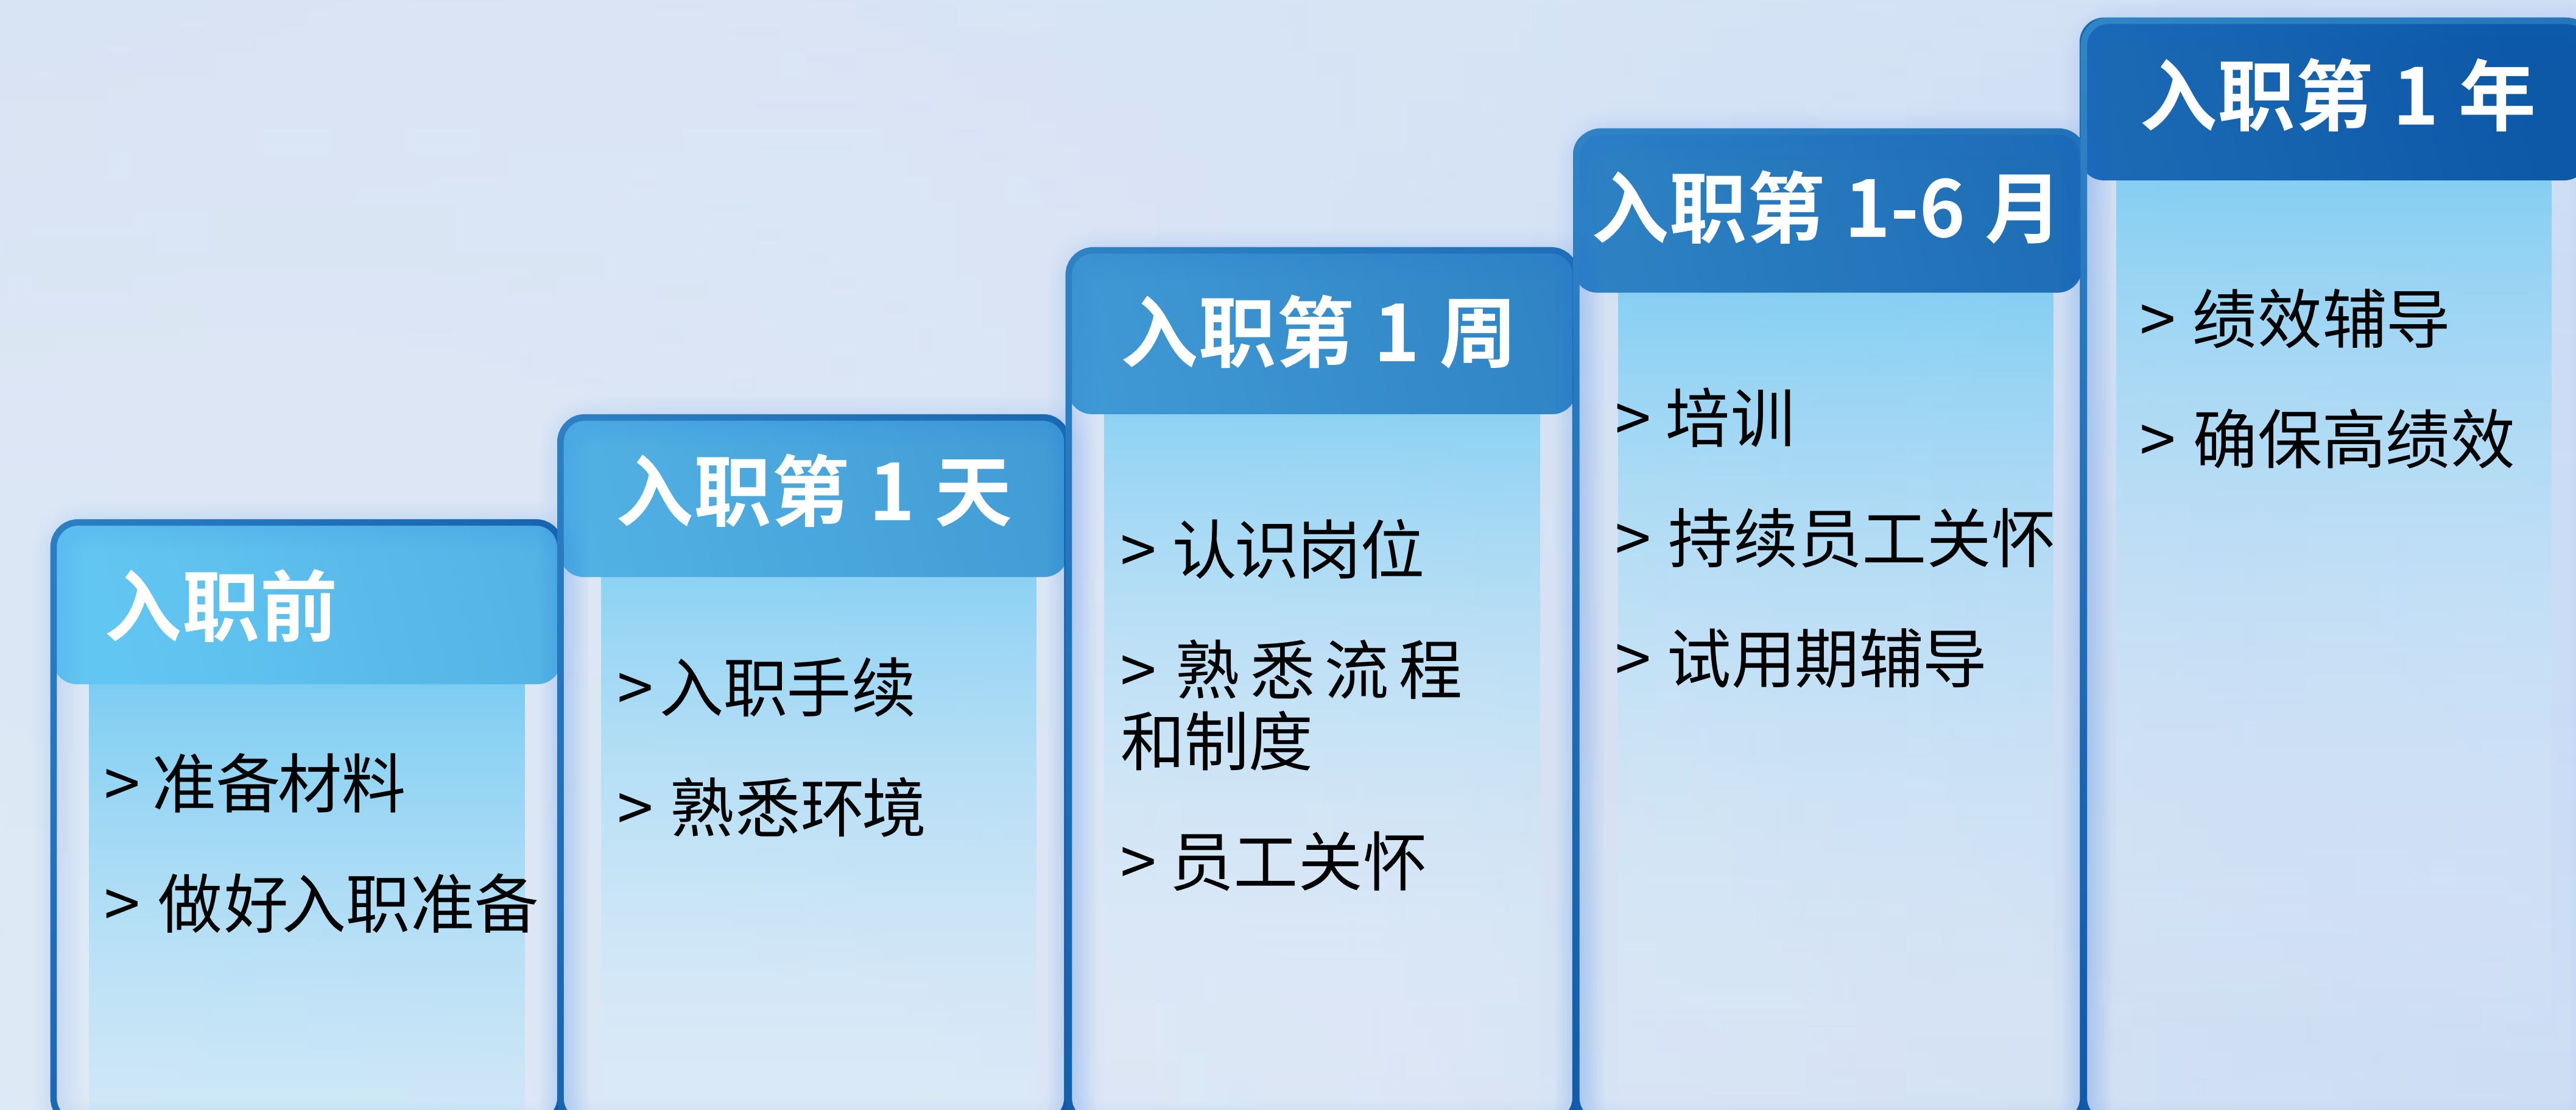 入职前
> 准备材料
> 做好入职准备
入职第 1 天
>入职手续
> 熟悉环境
入职第 1 周
> 认识岗位
> 熟悉流程
和制度
> 员工关怀
入职第 1-6 月
> 培训
> 持续员工关怀
> 试用期辅导
入职第 1 年
> 绩效辅导
> 确保高绩效